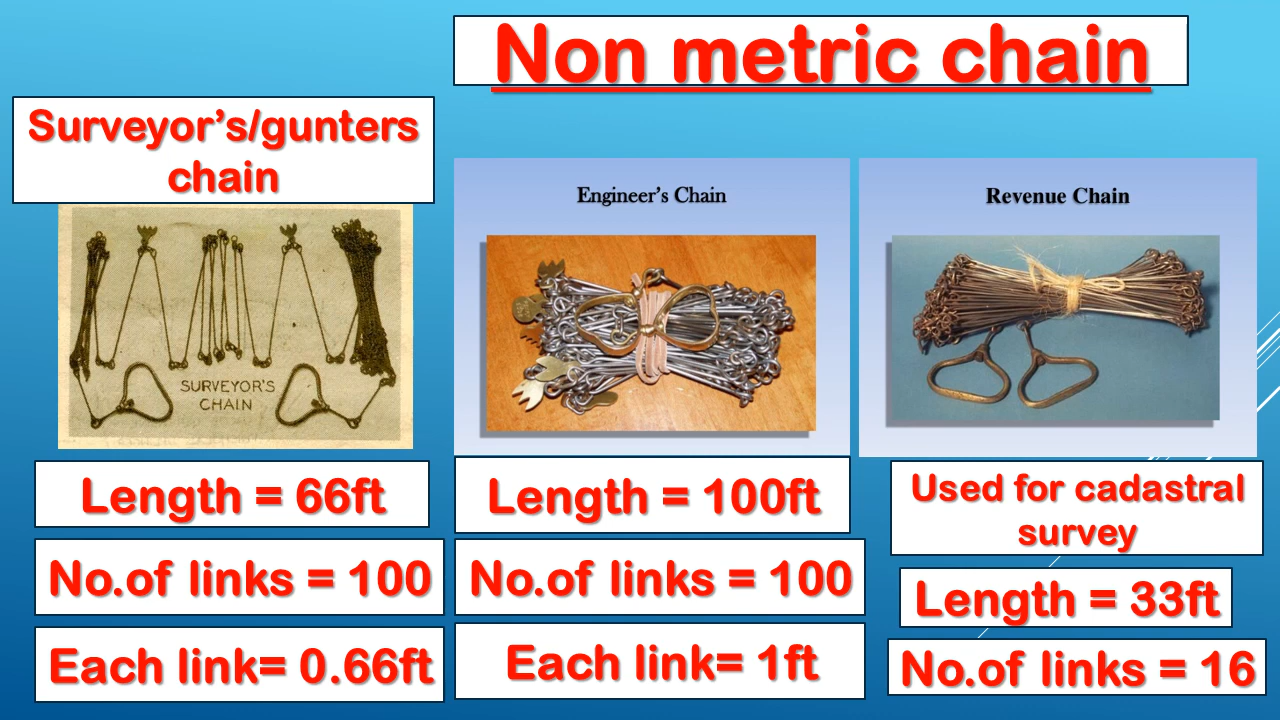 Non metric chain
Surveyor's/gunters
chain
SURVEYOR'S
CHAIN
Length = 66ft
No.of links = 100
Each link= 0.66ft
Engineer's Chain
Length = 100ft
No.of links = 100
Each link= 1ft
Revenue Chain
Used for cadastral
survey
Length = 33ft
No.of links = 16